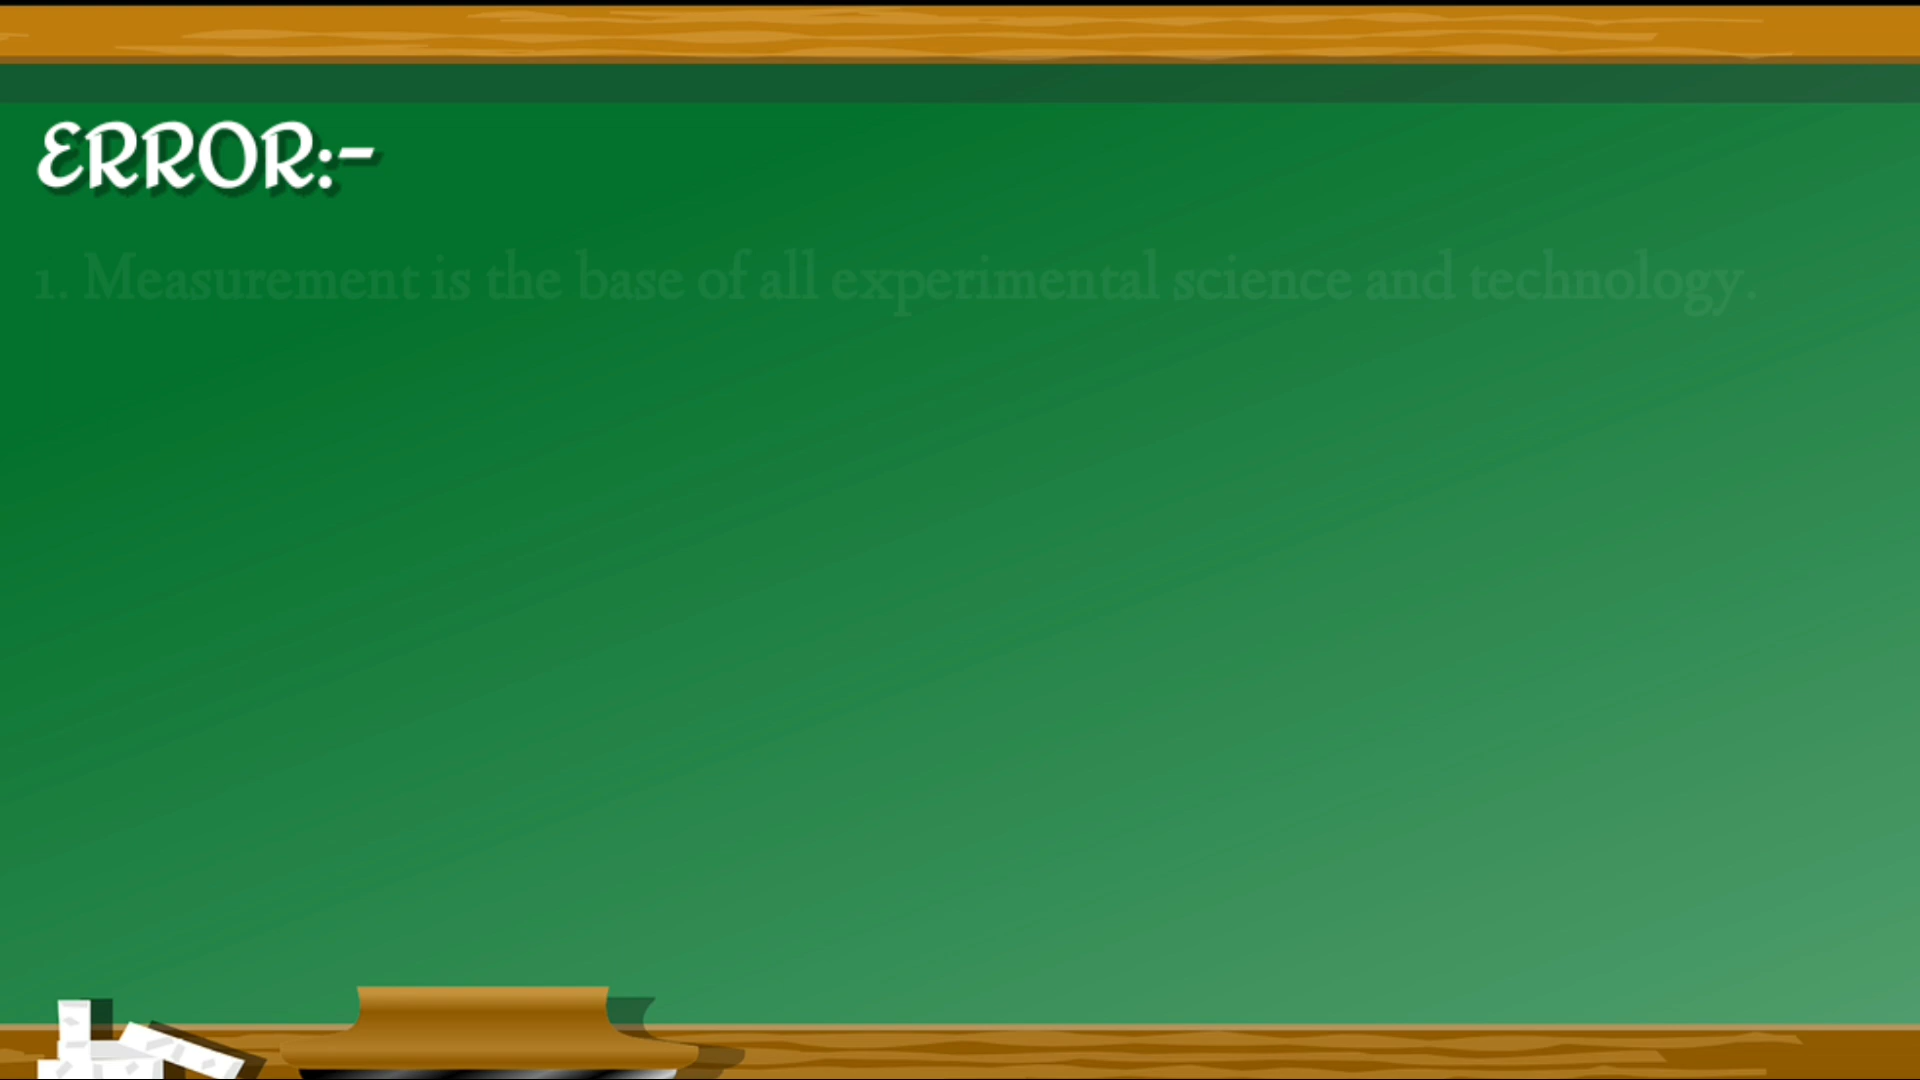 ERROR:-
1. Measurement is the base of all experimental science and technology.